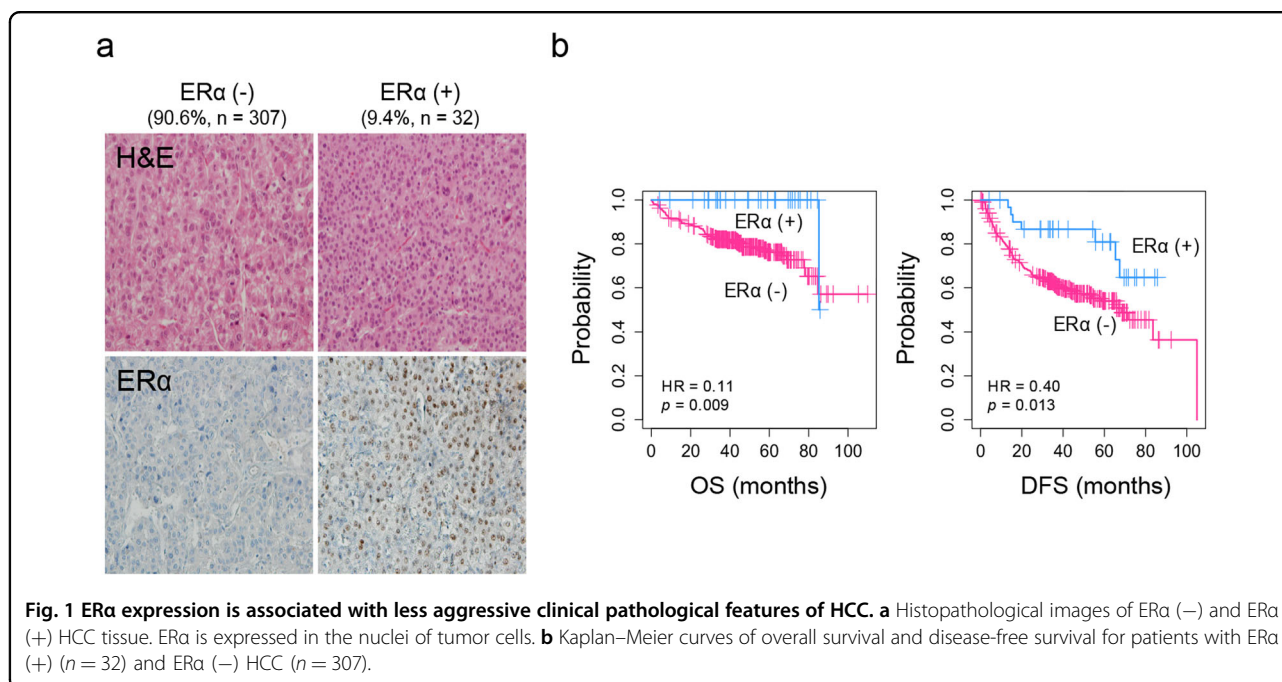 a
ERα (-)
(90.6%, n = 307)
ERα (+)
(9.4%, n = 32)
H&E
ERα
b
Probability
0.0 0.2 0.4 0.6 0.8 1.0
ERα (+)
ERα (-)
HR = 0.11
p = 0.009
0 20 40 60 80 100
OS (months)
Probability
0.0 0.2 0.4 0.6 0.8 1.0
ERα (+)
ERα (-)
HR = 0.40
p = 0.013
0 20 40 60 80 100
DFS (months)
Fig. 1 ERα expression is associated with less aggressive clinical pathological features of HCC. a Histopathological images of ERα (−) and ERα
(+) HCC tissue. ERα is expressed in the nuclei of tumor cells. b Kaplan–Meier curves of overall survival and disease-free survival for patients with ERα
(+) (n = 32) and ERα (−) HCC (n = 307).